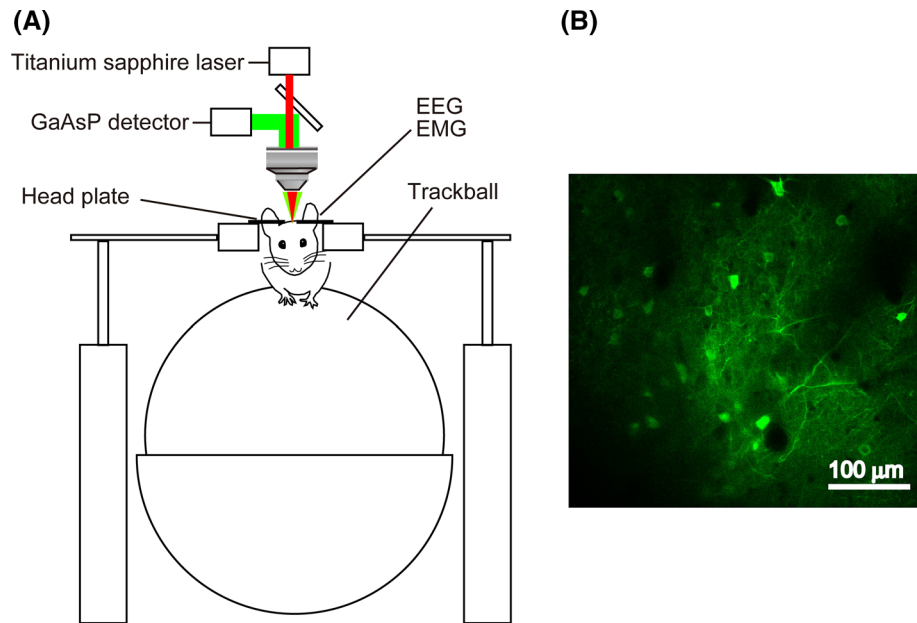 (A)
Titanium sapphire laser
GaAsP detector
EEG
EMG
Head plate
Trackball
(B)
100 μm